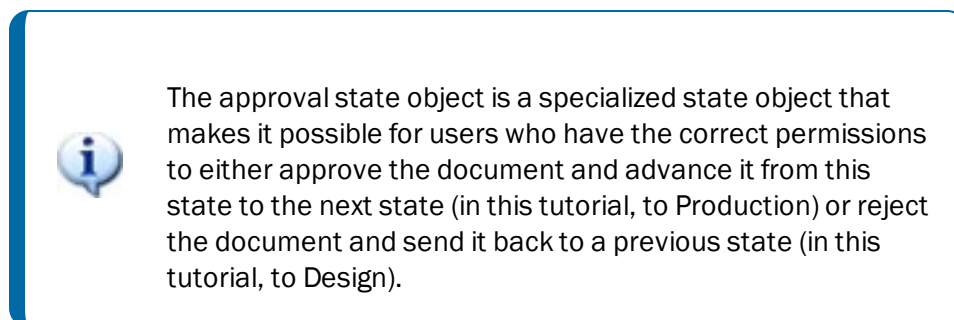 The approval state object is a specialized state object that
makes it possible for users who have the correct permissions
to either approve the document and advance it from this
state to the next state (in this tutorial, to Production) or reject
the document and send it back to a previous state (in this
tutorial, to Design).